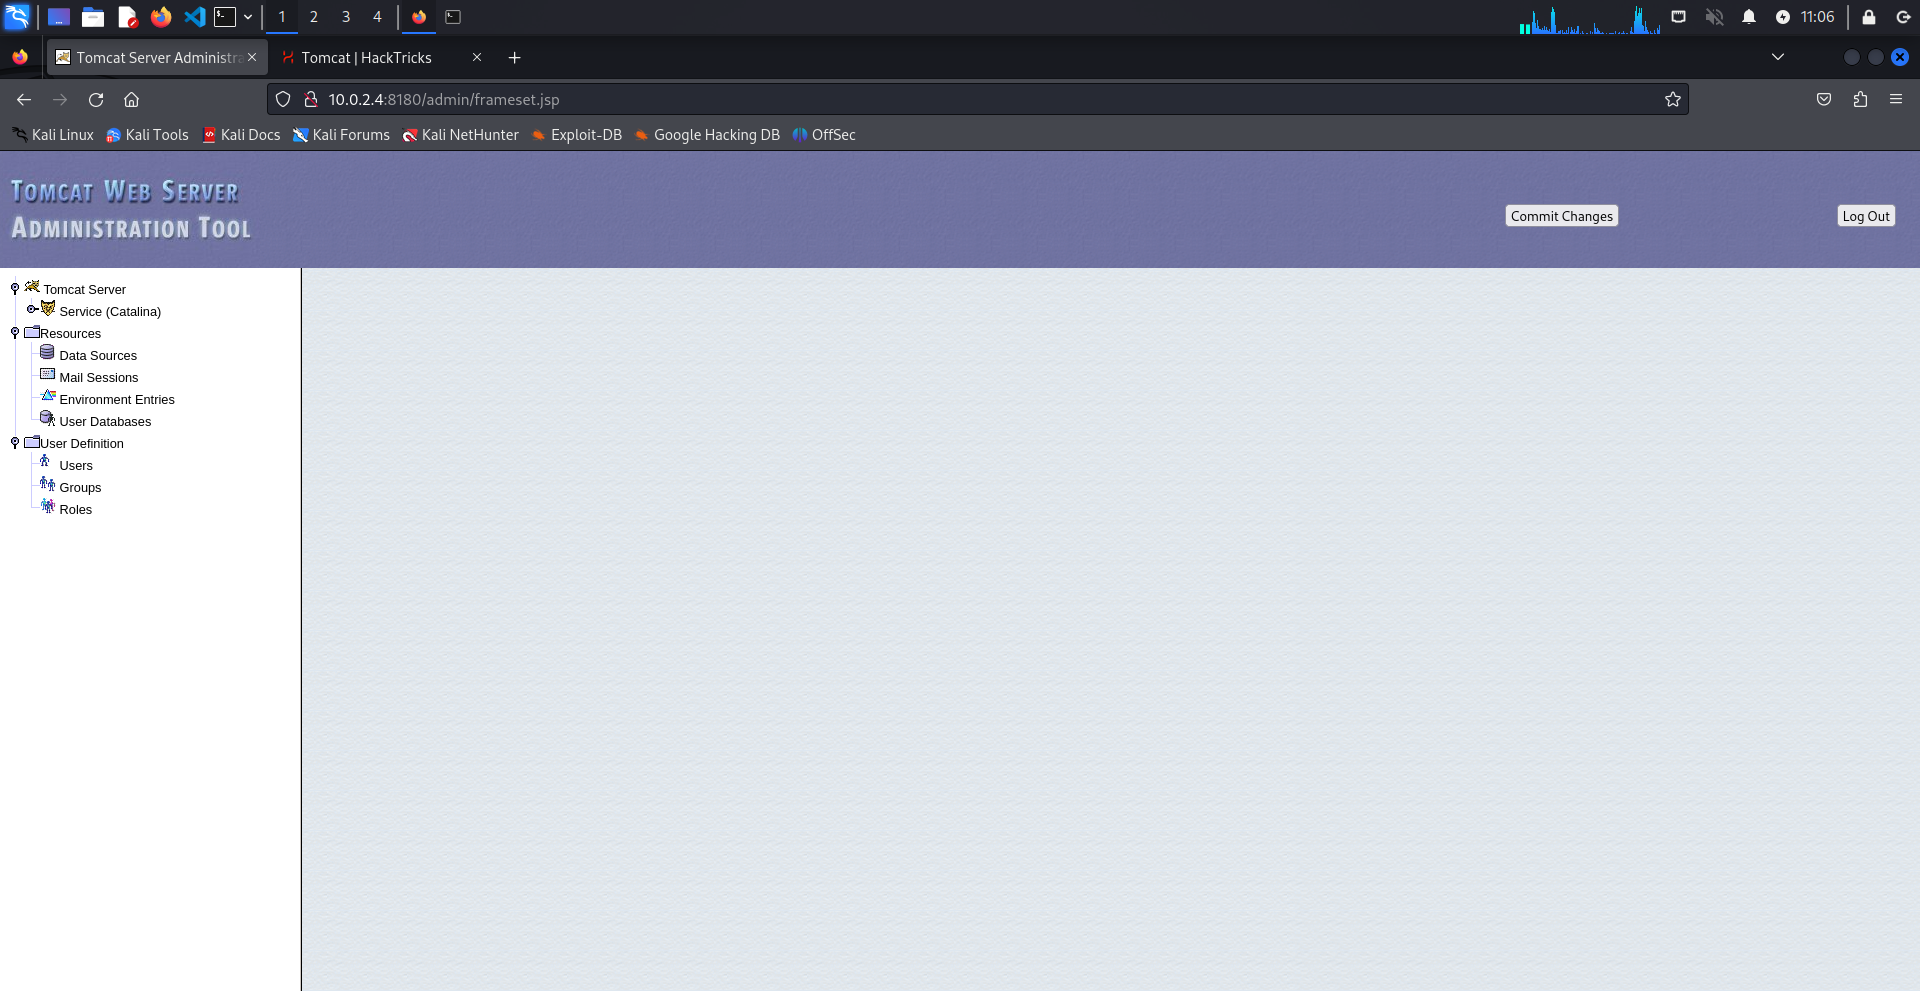 1 2 3 4 11:06
Tomcat Server Administra Tomcat | HackTricks
10.0.2.4:8180/admin/frameset.jsp
Kali Linux Kali Tools Kali Docs Kali Forums Kali NetHunter Exploit-DB Google Hacking DB OffSec
TOMCAT WEB SERVER
ADMINISTRATION TOOL
Commit Changes Log Out
Tomcat Server
Service (Catalina)
Resources
Data Sources
Mail Sessions
Environment Entries
User Databases
User Definition
Users
Groups
Roles